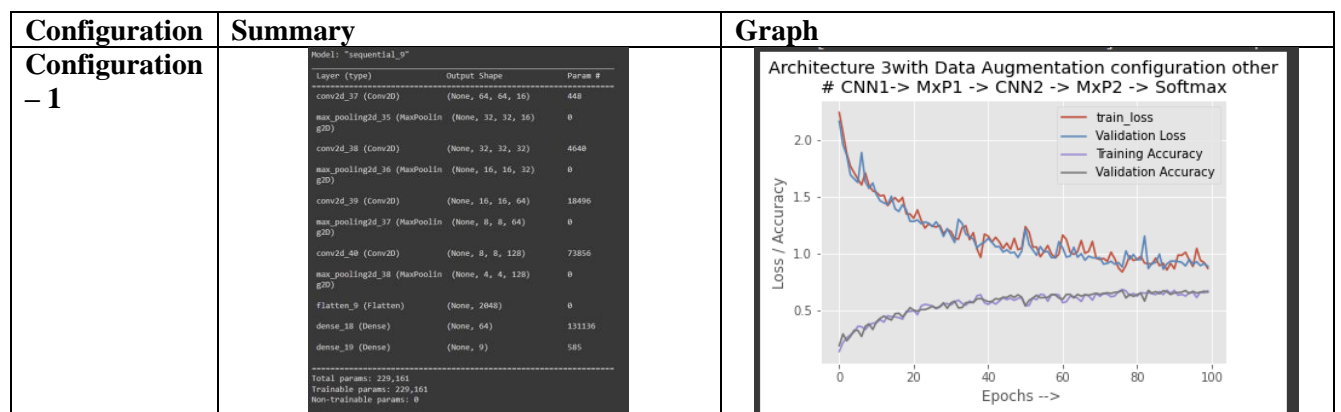 Configuration Summary Graph
Configuration
– 1
Model: "sequential_9"
Layer (type) Output Shape Param #
conv2d_37 (Conv2D) (None, 64, 64, 16) 448
max_pooling2d_35 (MaxPoolin (None, 32, 32, 16) 0
g2D)
conv2d_38 (Conv2D) (None, 32, 32, 32) 4640
max_pooling2d_36 (MaxPoolin (None, 16, 16, 32) 0
g2D)
conv2d_39 (Conv2D) (None, 16, 16, 64) 18496
max_pooling2d_37 (MaxPoolin (None, 8, 8, 64) 0
g2D)
conv2d_40 (Conv2D) (None, 8, 8, 128) 73856
max_pooling2d_38 (MaxPoolin (None, 4, 4, 128) 0
g2D)
flatten_9 (Flatten) (None, 2048) 0
dense_18 (Dense) (None, 64) 131136
dense_19 (Dense) (None, 9) 585
Total params: 229,161
Trainable params: 229,161
Non-trainable params: 0
Architecture 3with Data Augmentation configuration other
# CNN1-> MxP1 -> CNN2 -> MxP2 -> Softmax
train_loss
Validation Loss
Training Accuracy
Validation Accuracy
Loss / Accuracy
2.0
1.5
1.0
0.5
0 20 40 60 80 100
Epochs -->